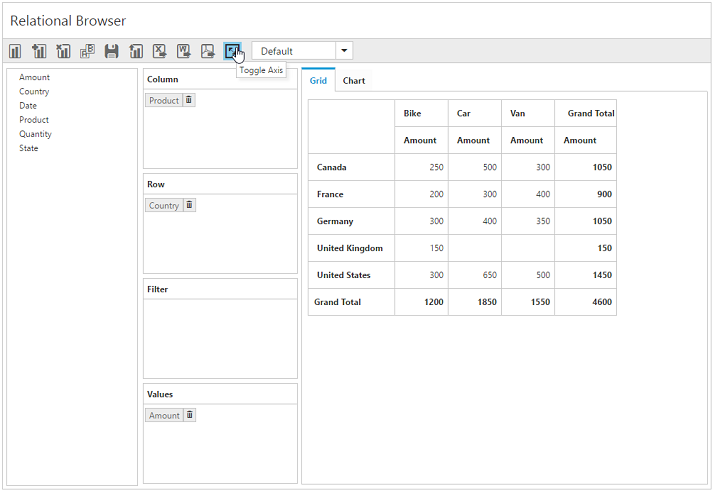 Relational Browser
Default
Toggle Axis
Amount
Country
Date
Product
Quantity
State
Column
Product
Row
Country
Filter
Values
Amount
Grid Chart
Bike Car Van Grand Total
Amount Amount Amount Amount
Canada 250 500 300 1050
France 200 300 400 900
Germany 300 400 350 1050
United Kingdom 150 150
United States 300 650 500 1450
Grand Total 1200 1850 1550 4600